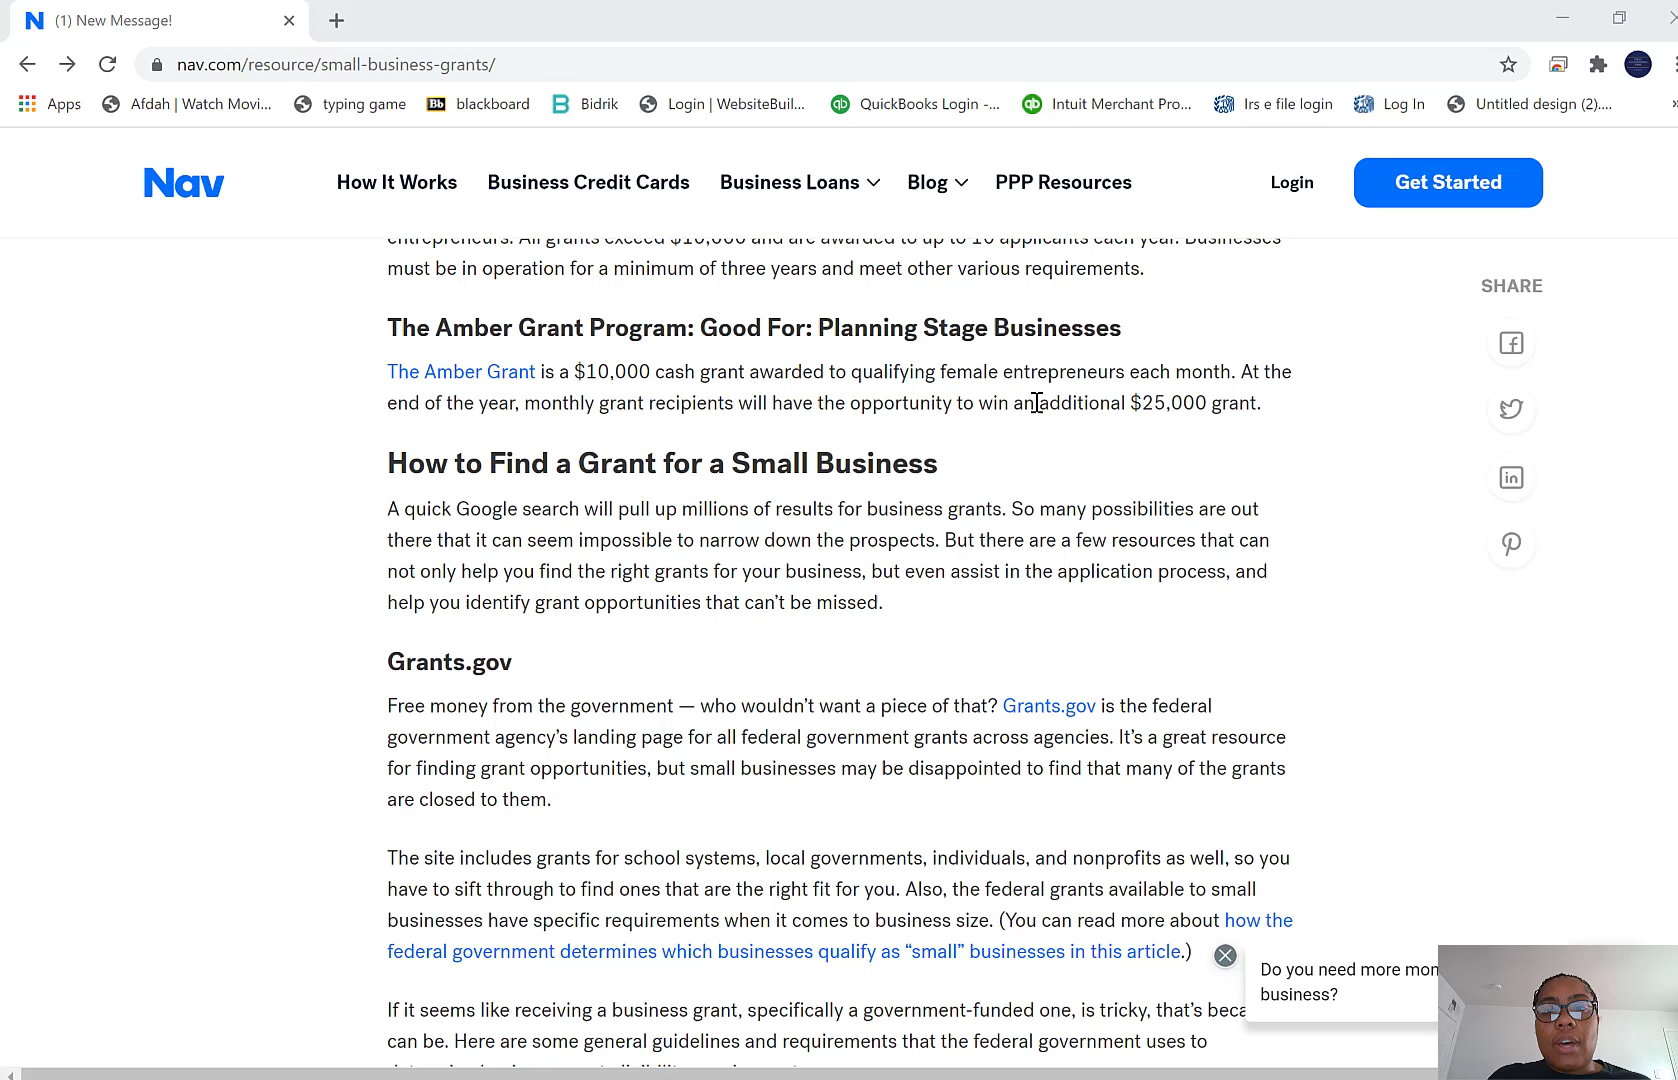 (1) New Message!
nav.com/resource/small-business-grants/
Apps Afdah | Watch Movi... typing game Bb blackboard Bidrik Login | WebsiteBuil... qb QuickBooks Login -... qb Intuit Merchant Pro... Irs e file login Log In Untitled design (2)....
Nav How It Works Business Credit Cards Business Loans Blog PPP Resources Login Get Started
entrepreneurs. All grants exceed $10,000 and are awarded to up to 10 applicants each year. Businesses
must be in operation for a minimum of three years and meet other various requirements.
SHARE
The Amber Grant Program: Good For: Planning Stage Businesses
The Amber Grant is a $10,000 cash grant awarded to qualifying female entrepreneurs each month. At the
end of the year, monthly grant recipients will have the opportunity to win an additional $25,000 grant.
How to Find a Grant for a Small Business
A quick Google search will pull up millions of results for business grants. So many possibilities are out
there that it can seem impossible to narrow down the prospects. But there are a few resources that can
not only help you find the right grants for your business, but even assist in the application process, and
help you identify grant opportunities that can’t be missed.
Grants.gov
Free money from the government — who wouldn’t want a piece of that? Grants.gov is the federal
government agency’s landing page for all federal government grants across agencies. It’s a great resource
for finding grant opportunities, but small businesses may be disappointed to find that many of the grants
are closed to them.
The site includes grants for school systems, local governments, individuals, and nonprofits as well, so you
have to sift through to find ones that are the right fit for you. Also, the federal grants available to small
businesses have specific requirements when it comes to business size. (You can read more about how the
federal government determines which businesses qualify as “small” businesses in this article.)
Do you need more mon
business?
If it seems like receiving a business grant, specifically a government-funded one, is tricky, that’s beca
can be. Here are some general guidelines and requirements that the federal government uses to